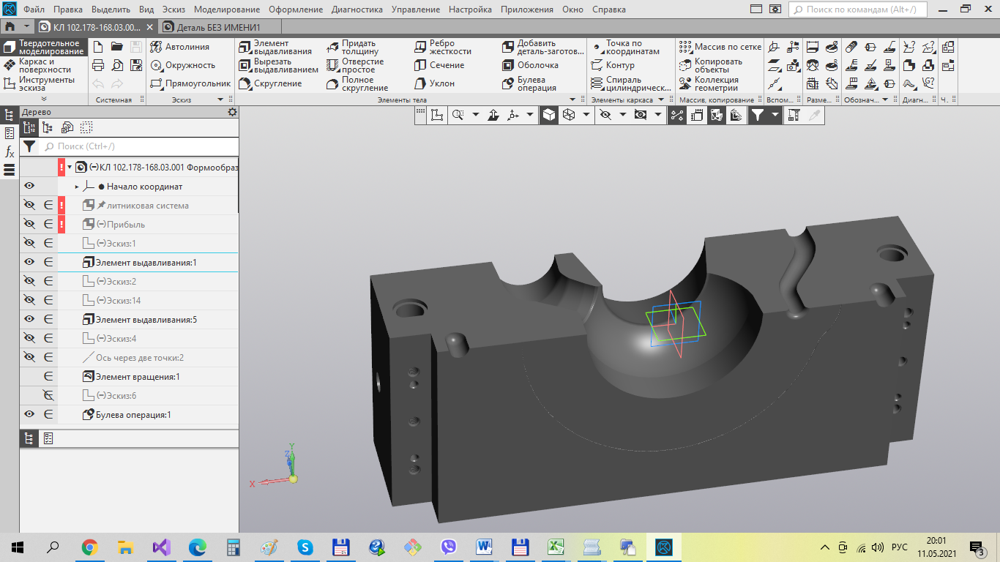 Файл Правка Выделить Вид Эскиз Моделирование Оформление Диагностика Управление Настройка Приложения Окно Справка
Поиск по командам (Alt+/)
КЛ 102.178-168.03.00...
Деталь БЕЗ ИМЕНИ1
Твердотельное
моделирование
Каркас и
поверхности
Инструменты
эскиза
Системная
Автолиния
Окружность
Прямоугольник
Эскиз
Элемент
выдавливания
Вырезать
выдавливанием
Скругление
Придать
толщину
Отверстие
простое
Полное
скругление
Ребро
жесткости
Сечение
Уклон
Добавить
деталь-заготов...
Оболочка
Булева
операция
Элементы тела
Точка по
координатам
Контур
Спираль
цилиндрическ...
Элементы каркаса
Массив по сетке
Копировать
объекты
Коллекция
геометрии
Массив, копирование
Вспом...
Разме...
Обознач...
Диагн...
Ч..
Дерево
Поиск (Ctrl+/)
(−)КЛ 102.178-168.03.001 Формообраз
Начало координат
литниковая система
(−)Прибыль
(−)Эскиз:1
Элемент выдавливания:1
(−)Эскиз:2
(−)Эскиз:14
Элемент выдавливания:5
(−)Эскиз:4
Ось через две точки:2
Элемент вращения:1
(−)Эскиз:6
Булева операция:1
Y
Z
X
РУС
20:01
11.05.2021
3